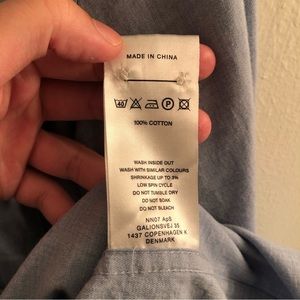 MADE IN CHINA
40 P
100% COTTON
WASH INSIDE OUT
WASH WITH SIMILAR COLOURS
SHRINKAGE UP TO 3%
LOW SPIN CYCLE
DO NOT TUMBLE DRY
DO NOT SOAK
DO NOT BLEACH
NN07 ApS
GALIONSVEJ 35
1437 COPENHAGEN K
DENMARK